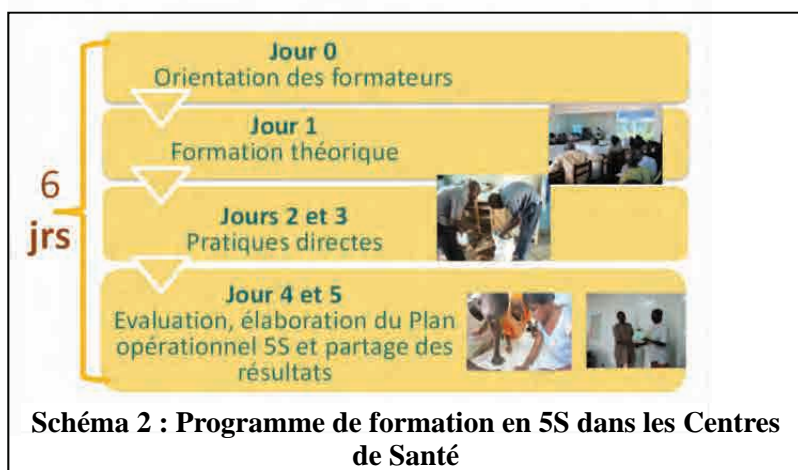 Jour 0
Orientation des formateurs
Jour 1
Formation théorique
6
jrs
Jours 2 et 3
Pratiques directes
Jour 4 et 5
Evaluation, élaboration du Plan
opérationnel 5S et partage des
résultats
Schéma 2 : Programme de formation en 5S dans les Centres
de Santé